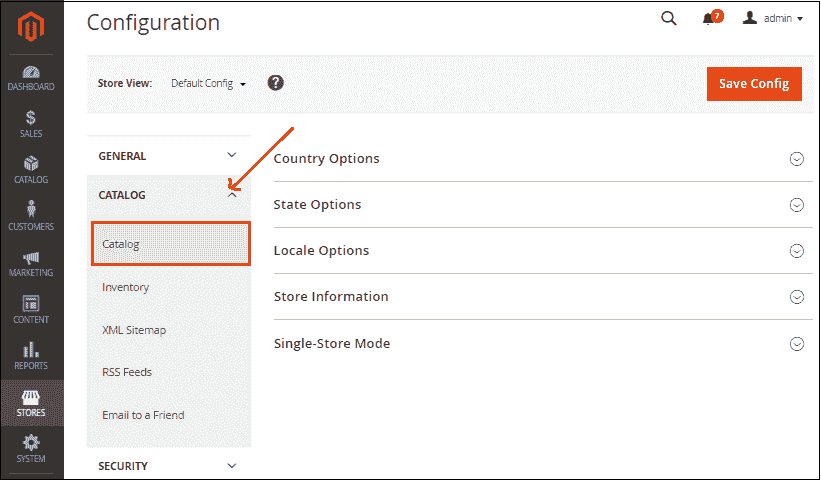 Configuration
7
admin
DASHBOARD
SALES
CATALOG
CUSTOMERS
MARKETING
CONTENT
REPORTS
STORES
SYSTEM
Store View: Default Config ?
Save Config
GENERAL
CATALOG
Catalog
Inventory
XML Sitemap
RSS Feeds
Email to a Friend
SECURITY
Country Options
State Options
Locale Options
Store Information
Single-Store Mode